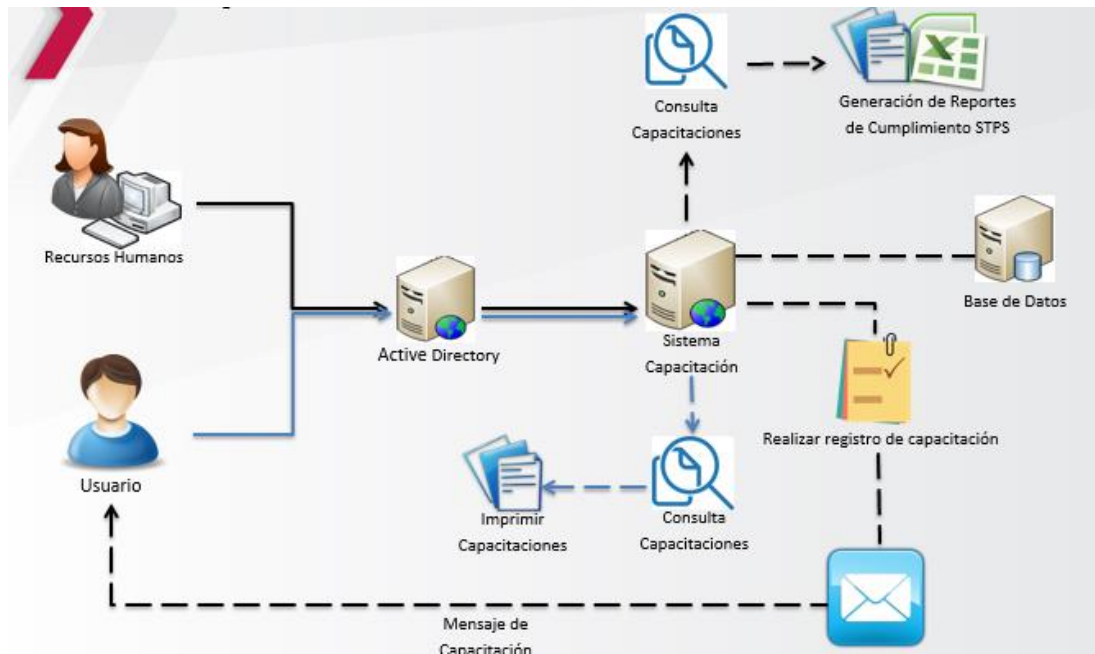 Consulta
Capacitaciones
Generación de Reportes
de Cumplimiento STPS
Recursos Humanos
Base de Datos
Active Directory
Sistema
Capacitación
Realizar registro de capacitación
Usuario
Imprimir
Capacitaciones
Consulta
Capacitaciones
Mensaje de
Capacitación